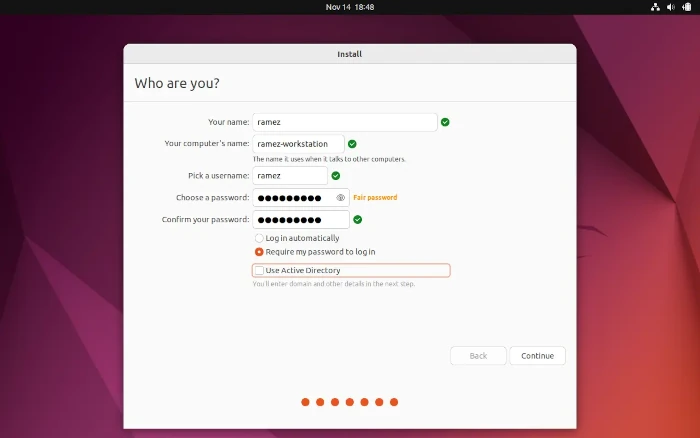 Nov 14 18:48
Install
Who are you?
Your name: ramez
Your computer's name: ramez-workstation
The name it uses when it talks to other computers.
Pick a username: ramez
Choose a password: ●●●●●●●●● Fair password
Confirm your password: ●●●●●●●●●
Log in automatically
Require my password to log in
Use Active Directory
You'll enter domain and other details in the next step.
Back Continue